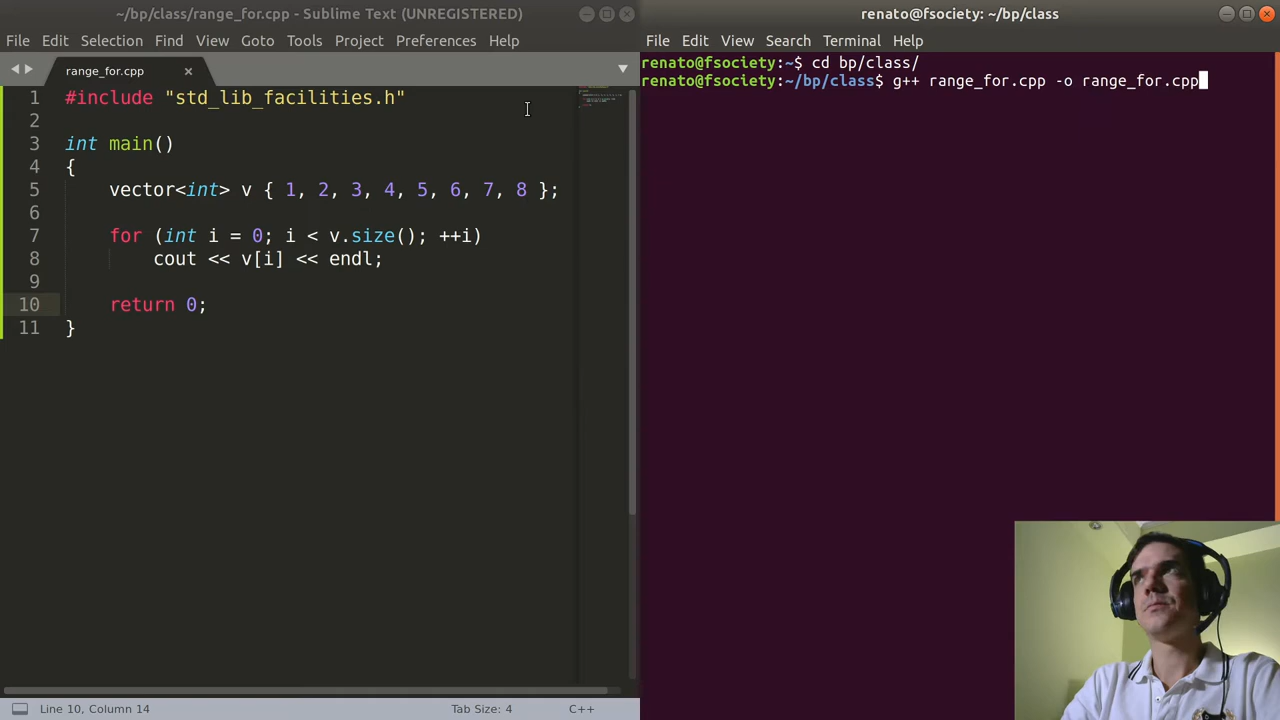 ~/bp/class/range_for.cpp - Sublime Text (UNREGISTERED)
File Edit Selection Find View Goto Tools Project Preferences Help
range_for.cpp
1 #include "std_lib_facilities.h"
2
3 int main()
4 {
5 vector<int> v { 1, 2, 3, 4, 5, 6, 7, 8 };
6
7 for (int i = 0; i < v.size(); ++i)
8 cout << v[i] << endl;
9
10 return 0;
11 }
Line 10, Column 14 Tab Size: 4 C++
renato@fsociety: ~/bp/class
File Edit View Search Terminal Help
renato@fsociety:~$ cd bp/class/
renato@fsociety:~/bp/class$ g++ range_for.cpp -o range_for.cpp